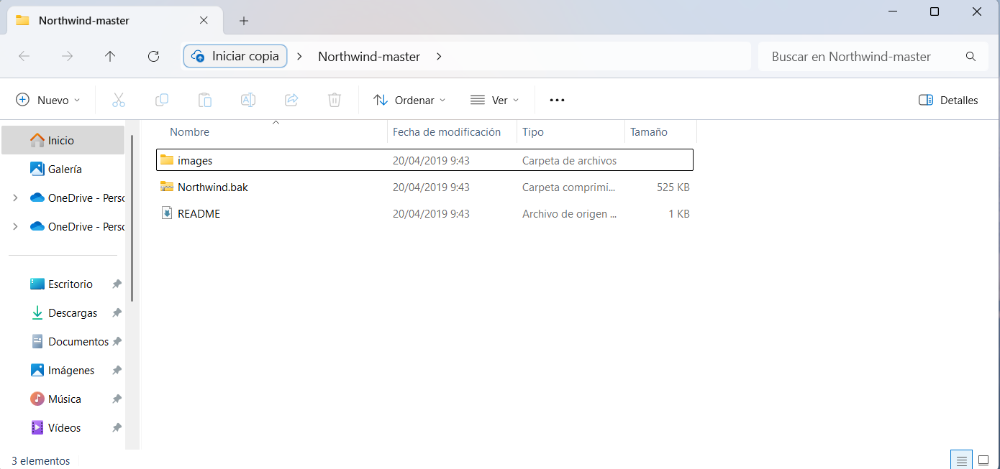 Northwind-master
Iniciar copia > Northwind-master >
Buscar en Northwind-master
Nuevo
Ordenar
Ver
Detalles
Inicio
Galería
OneDrive - Perso
OneDrive - Perso
Escritorio
Descargas
Documentos
Imágenes
Música
Vídeos
Nombre Fecha de modificación Tipo Tamaño
images 20/04/2019 9:43 Carpeta de archivos
Northwind.bak 20/04/2019 9:43 Carpeta comprimi... 525 KB
README 20/04/2019 9:43 Archivo de origen ... 1 KB
3 elementos